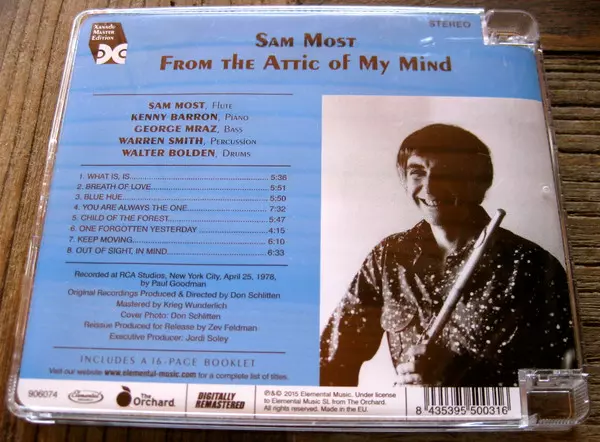 Xanadu
Master
Edition
STEREO
SAM MOST
FROM THE ATTIC OF MY MIND
SAM MOST, FLUTE
KENNY BARRON, PIANO
GEORGE MRAZ, BASS
WARREN SMITH, PERCUSSION
WALTER BOLDEN, DRUMS
1. WHAT IS, IS.....5:38
2. BREATH OF LOVE.....5:51
3. BLUE HUE.....5:50
4. YOU ARE ALWAYS THE ONE.....7:32
5. CHILD OF THE FOREST.....5:47
6. ONE FORGOTTEN YESTERDAY.....4:15
7. KEEP MOVING.....6:10
8. OUT OF SIGHT, IN MIND.....6:33
Recorded at RCA Studios, New York City, April 25, 1978,
by Paul Goodman
Original Recordings Produced & Directed by Don Schlitten
Mastered by Krieg Wunderlich
Cover Photo: Don Schlitten
Reissue Produced for Release by Zev Feldman
Executive Producer: Jordi Soley
INCLUDES A 16-PAGE BOOKLET
Visit our website www.elemental-music.com for a complete list of titles.
906074
Elemental
The Orchard.
DIGITALLY
REMASTERED
℗&© 2015 Elemental Music. Under license
to Elemental Music SL from The Orchard.
All rights reserved. Made in the EU.
8 435395 500316